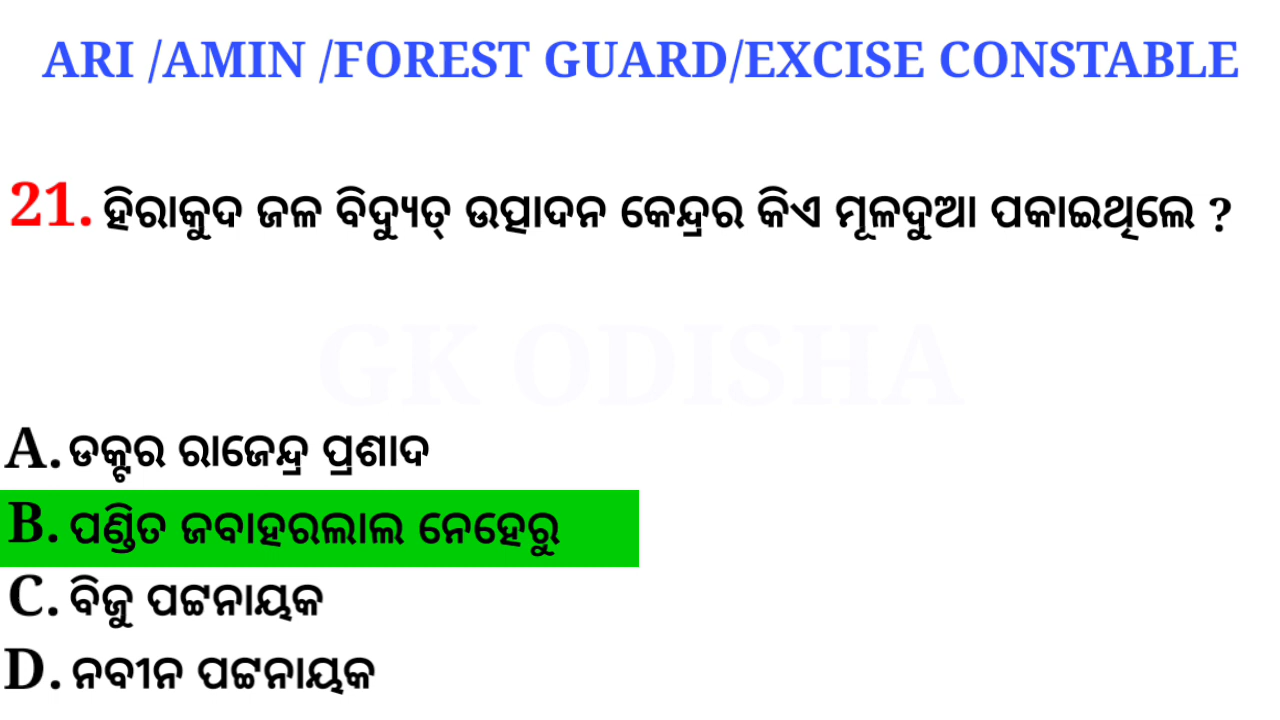 ARI /AMIN /FOREST GUARD/EXCISE CONSTABLE
21. ହିରାକୁଦ ଜଳ ବିଦ୍ୟୁତ୍ ଉତ୍ପାଦନ କେନ୍ଦ୍ରର କିଏ ମୂଳଦୁଆ ପକାଇଥିଲେ ?
GK ODISHA
A. ଡକ୍ଟର ରାଜେନ୍ଦ୍ର ପ୍ରଶାଦ
B. ପଣ୍ଡିତ ଜବାହରଲାଲ ନେହେରୁ
C. ବିଜୁ ପଟ୍ଟନାୟକ
D. ନବୀନ ପଟ୍ଟନାୟକ